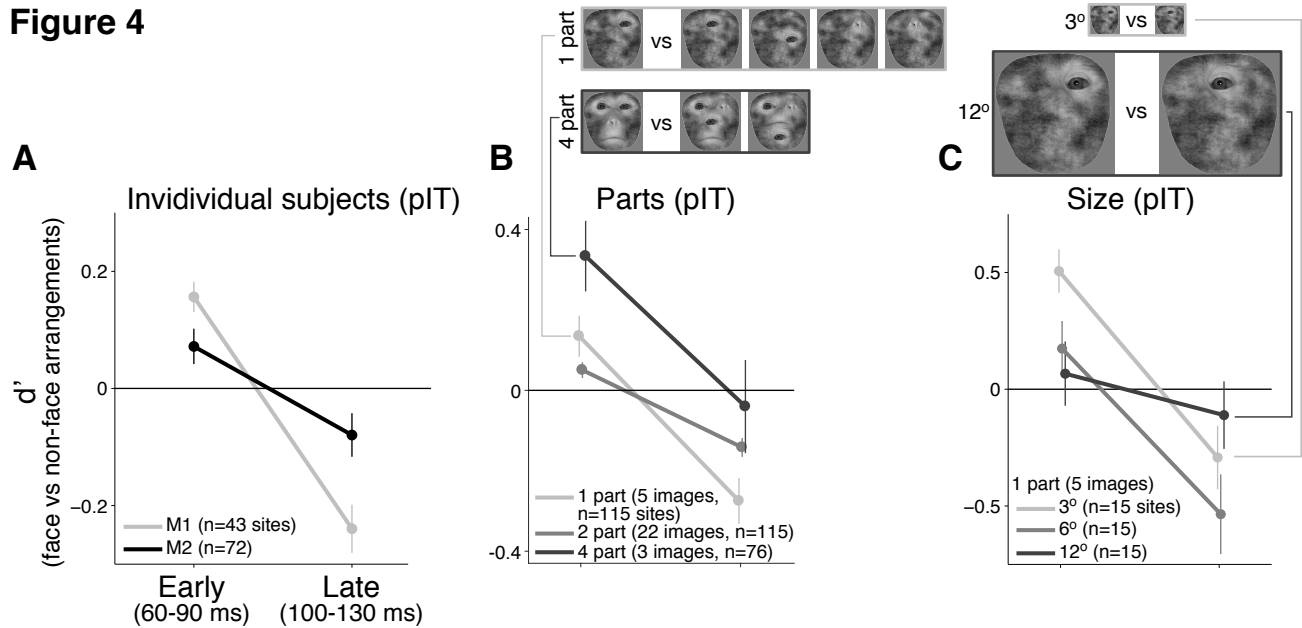 Figure 4
1 part
vs
4 part
vs
3º
vs
12º
vs
A
Invidividual subjects (pIT)
d'
(face vs non-face arrangements)
0.2
0
−0.2
M1 (n=43 sites)
M2 (n=72)
Early
(60-90 ms)
Late
(100-130 ms)
B
Parts (pIT)
0.4
0
-0.4
1 part (5 images,
n=115 sites)
2 part (22 images, n=115)
4 part (3 images, n=76)
C
Size (pIT)
0.5
0
−0.5
1 part (5 images)
3º (n=15 sites)
6º (n=15)
12º (n=15)